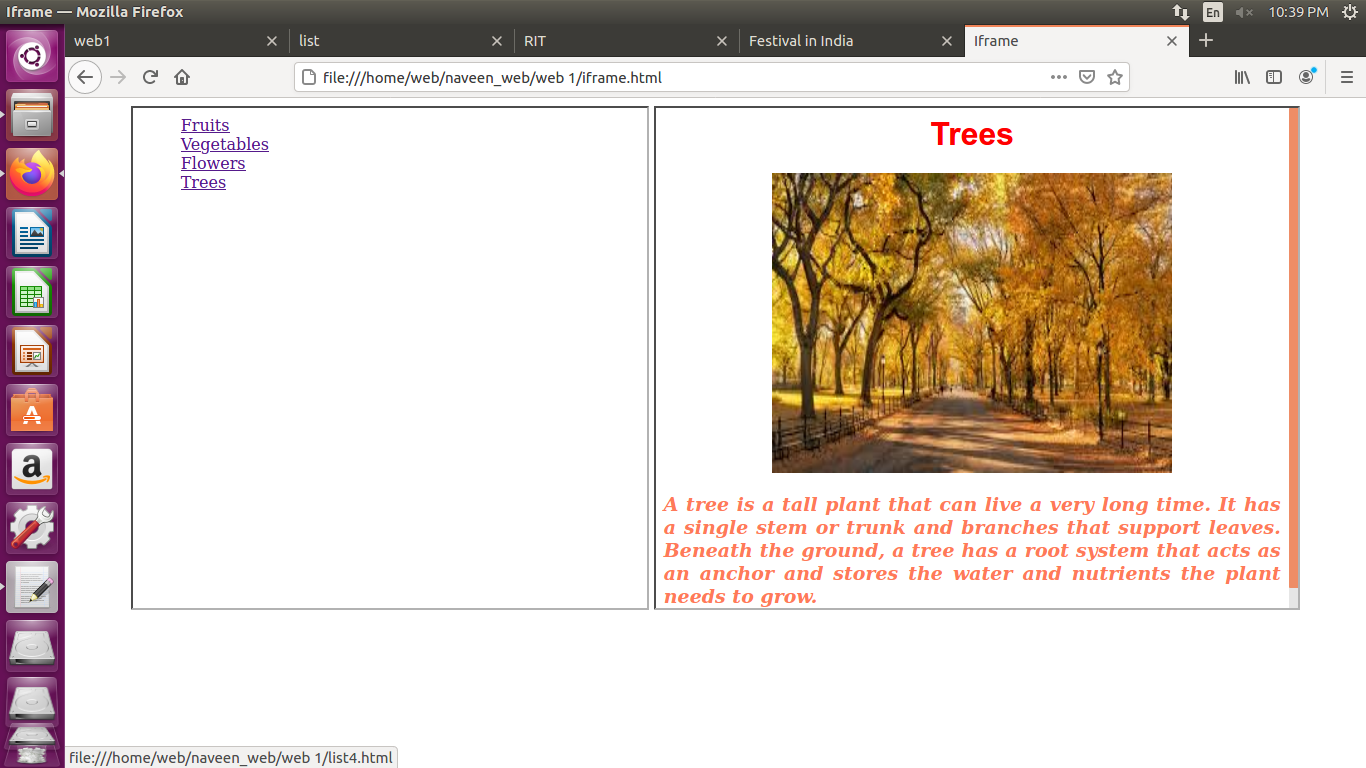 Iframe — Mozilla Firefox
En
10:39 PM
web1
list
RIT
Festival in India
Iframe
file:///home/web/naveen_web/web 1/iframe.html
Fruits
Vegetables
Flowers
Trees
Trees
A tree is a tall plant that can live a very long time. It has
a single stem or trunk and branches that support leaves.
Beneath the ground, a tree has a root system that acts as
an anchor and stores the water and nutrients the plant
needs to grow.
file:///home/web/naveen_web/web 1/list4.html